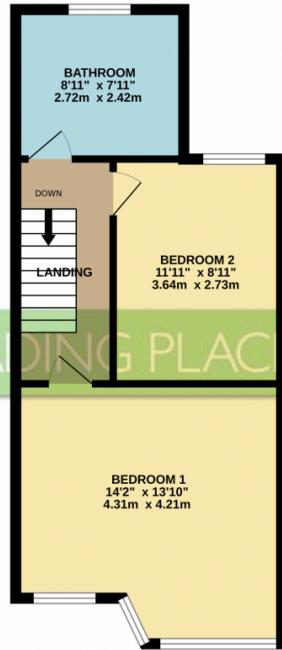 BATHROOM
8'11" x 7'11"
2.72m x 2.42m
DOWN
LANDING
BEDROOM 2
11'11" x 8'11"
3.64m x 2.73m
ADING PLACE
BEDROOM 1
14'2" x 13'10"
4.31m x 4.21m